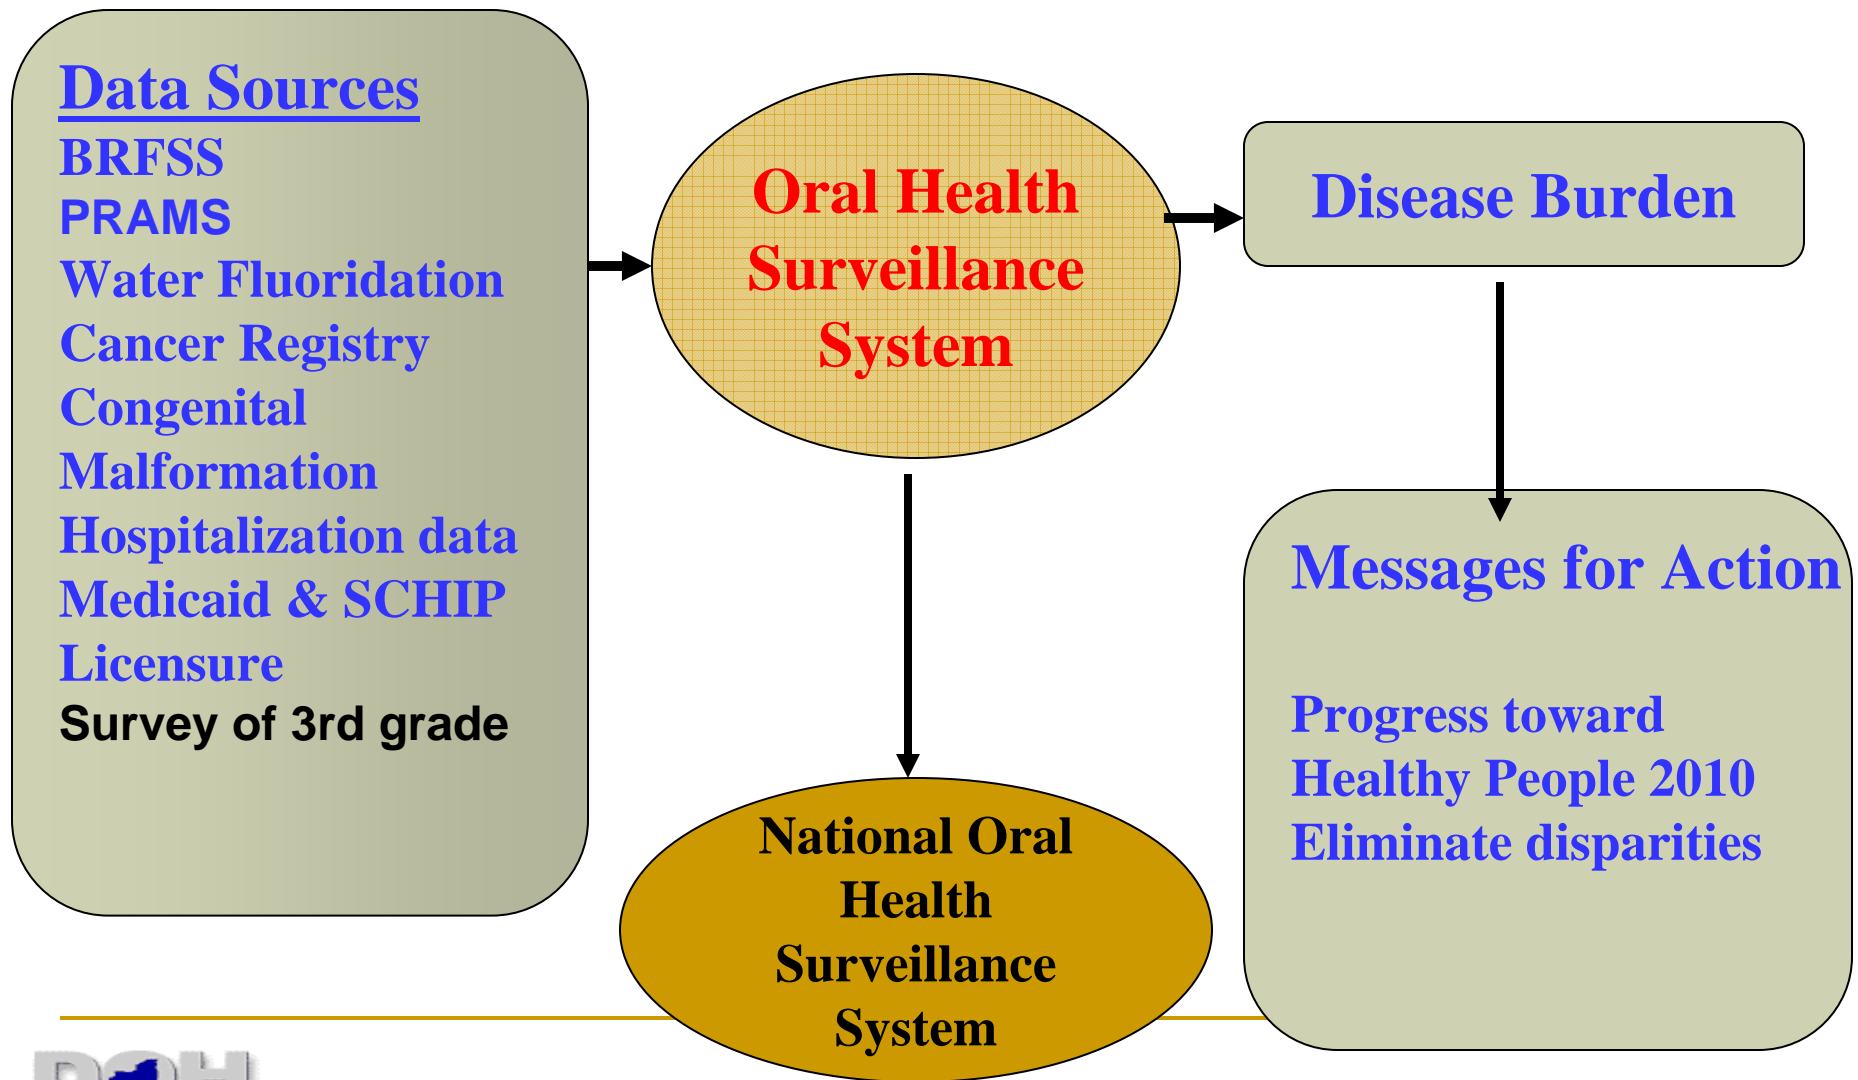 Data Sources
BRFSS
PRAMS
Water Fluoridation
Cancer Registry
Congenital
Malformation
Hospitalization data
Medicaid & SCHIP
Licensure
Survey of 3rd grade
Oral Health
Surveillance
System
Disease Burden
Messages for Action
Progress toward
Healthy People 2010
Eliminate disparities
National Oral
Health
Surveillance
System